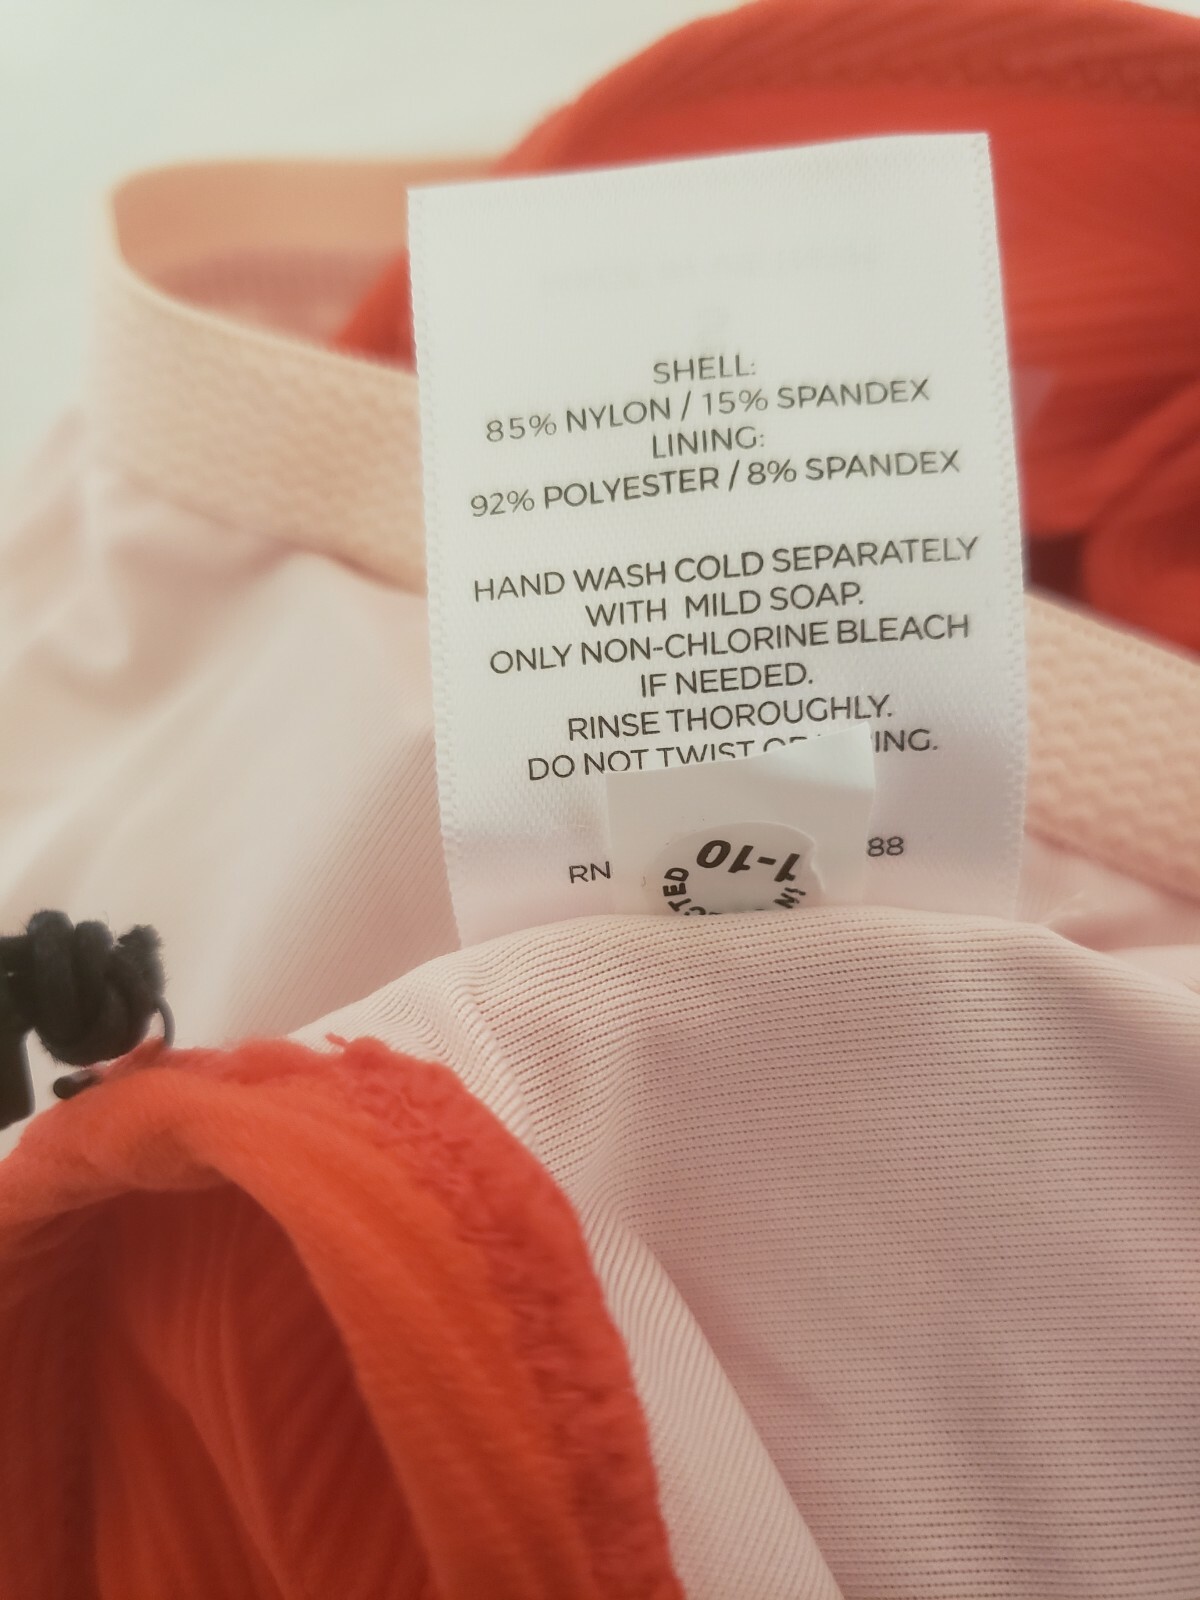 SHELL:
85% NYLON / 15% SPANDEX
LINING:
92% POLYESTER / 8% SPANDEX
HAND WASH COLD SEPARATELY
WITH MILD SOAP.
ONLY NON-CHLORINE BLEACH
IF NEEDED.
RINSE THOROUGHLY.
DO NOT TWIST
RN 88
1-10